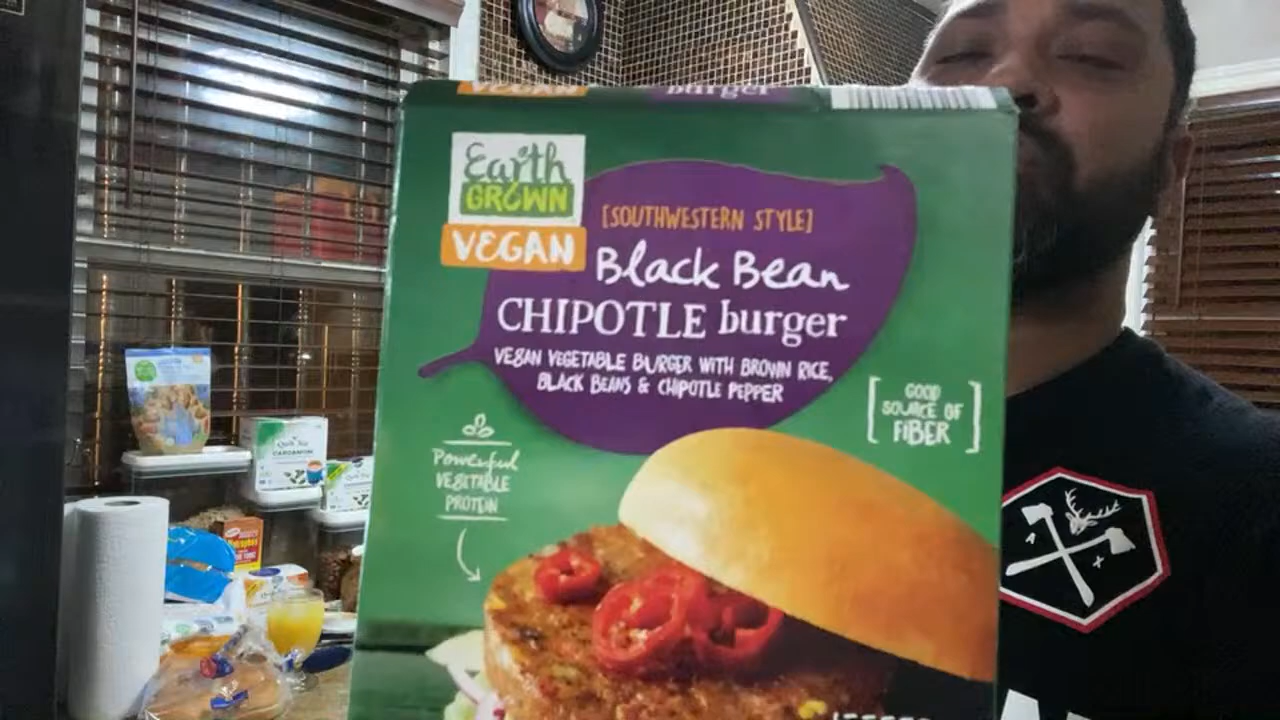 VEGAN
burger
Earth
GROWN
VEGAN
[SOUTHWESTERN STYLE]
Black Bean
CHIPOTLE burger
VEGAN VEGETABLE BURGER WITH BROWN RICE,
BLACK BEANS & CHIPOTLE PEPPER
GOOD
SOURCE OF
FIBER
Powerful
VEGETABLE
PROTEIN
CARDAMOM